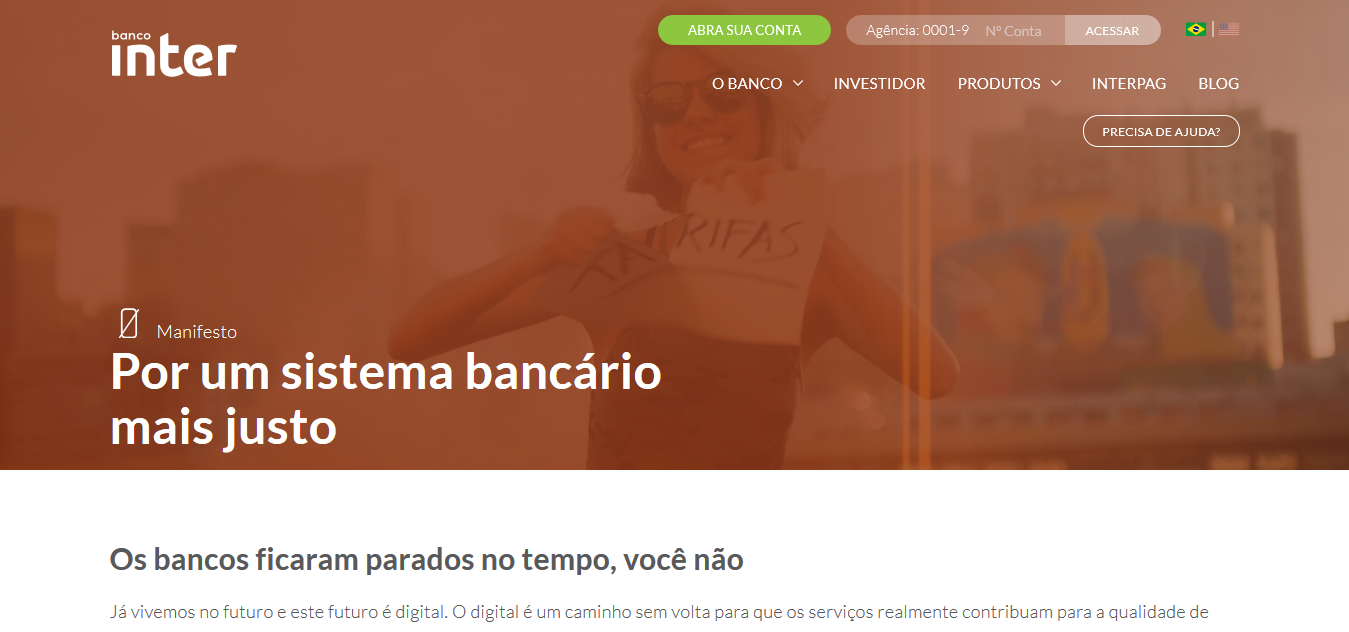 banco
inter
ABRA SUA CONTA
Agência: 0001-9
Nº Conta
ACESSAR
O BANCO
INVESTIDOR
PRODUTOS
INTERPAG
BLOG
PRECISA DE AJUDA?
TARIFAS
Manifesto
Por um sistema bancário
mais justo
Os bancos ficaram parados no tempo, você não
Já vivemos no futuro e este futuro é digital. O digital é um caminho sem volta para que os serviços realmente contribuam para a qualidade de